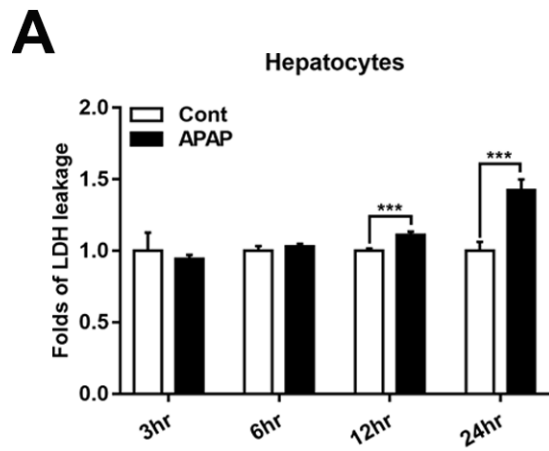 A
Hepatocytes
Folds of LDH leakage
2.0
1.5
1.0
0.5
0.0
Cont
APAP
***
***
3hr
6hr
12hr
24hr